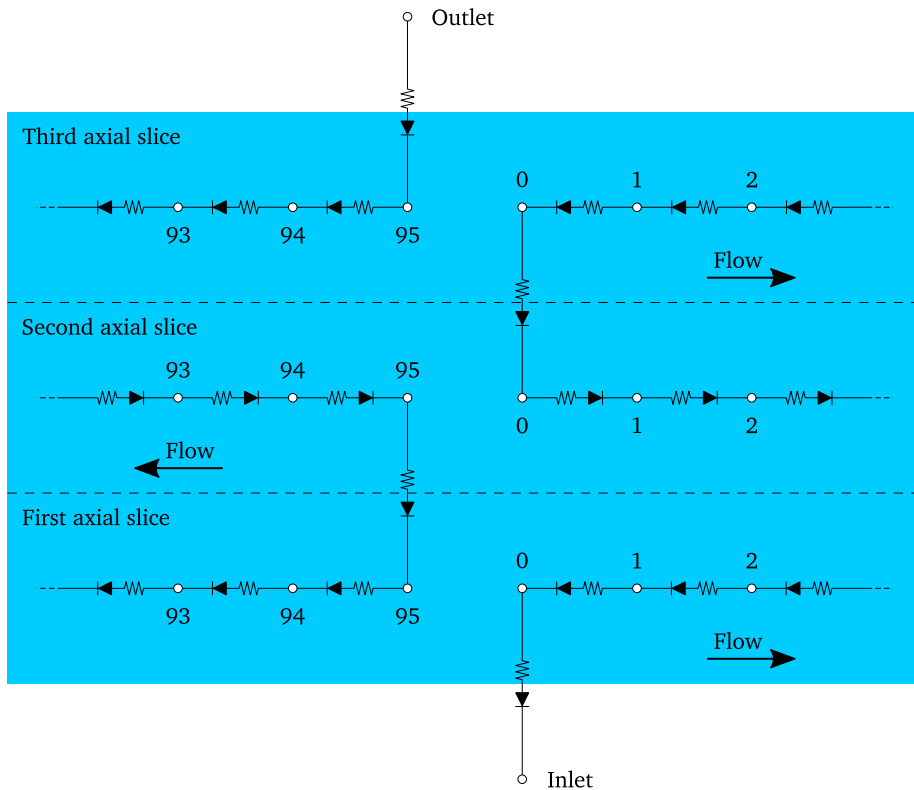 Outlet
Third axial slice
0 1 2
93 94 95
Flow
Second axial slice
93 94 95
0 1 2
Flow
First axial slice
0 1 2
93 94 95
Flow
Inlet